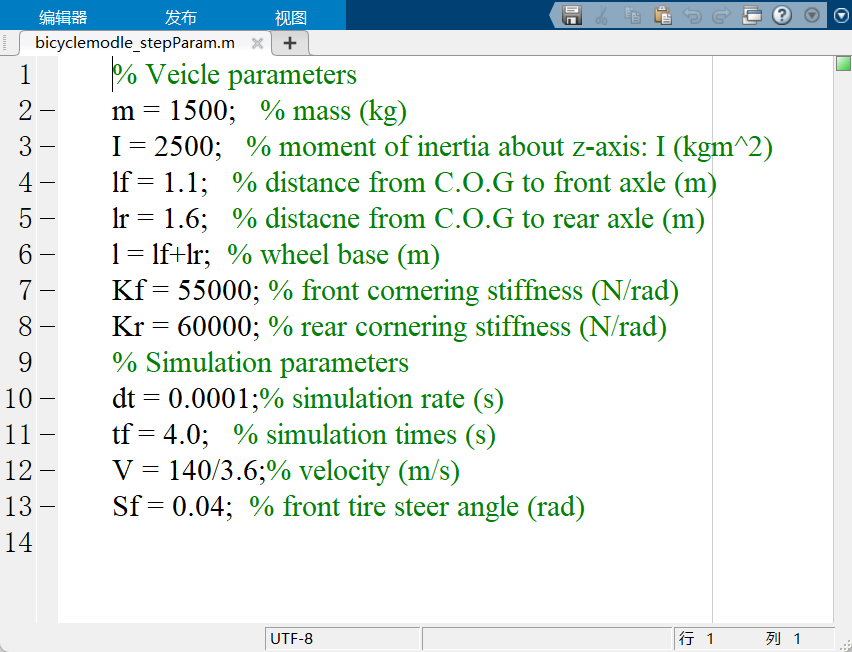 编辑器 发布 视图
bicyclemodle_stepParam.m
1 % Veicle parameters
2 m = 1500; % mass (kg)
3 I = 2500; % moment of inertia about z-axis: I (kgm^2)
4 lf = 1.1; % distance from C.O.G to front axle (m)
5 lr = 1.6; % distacne from C.O.G to rear axle (m)
6 l = lf+lr; % wheel base (m)
7 Kf = 55000; % front cornering stiffness (N/rad)
8 Kr = 60000; % rear cornering stiffness (N/rad)
9 % Simulation parameters
10 dt = 0.0001;% simulation rate (s)
11 tf = 4.0; % simulation times (s)
12 V = 140/3.6;% velocity (m/s)
13 Sf = 0.04; % front tire steer angle (rad)
14
UTF-8 行 1 列 1